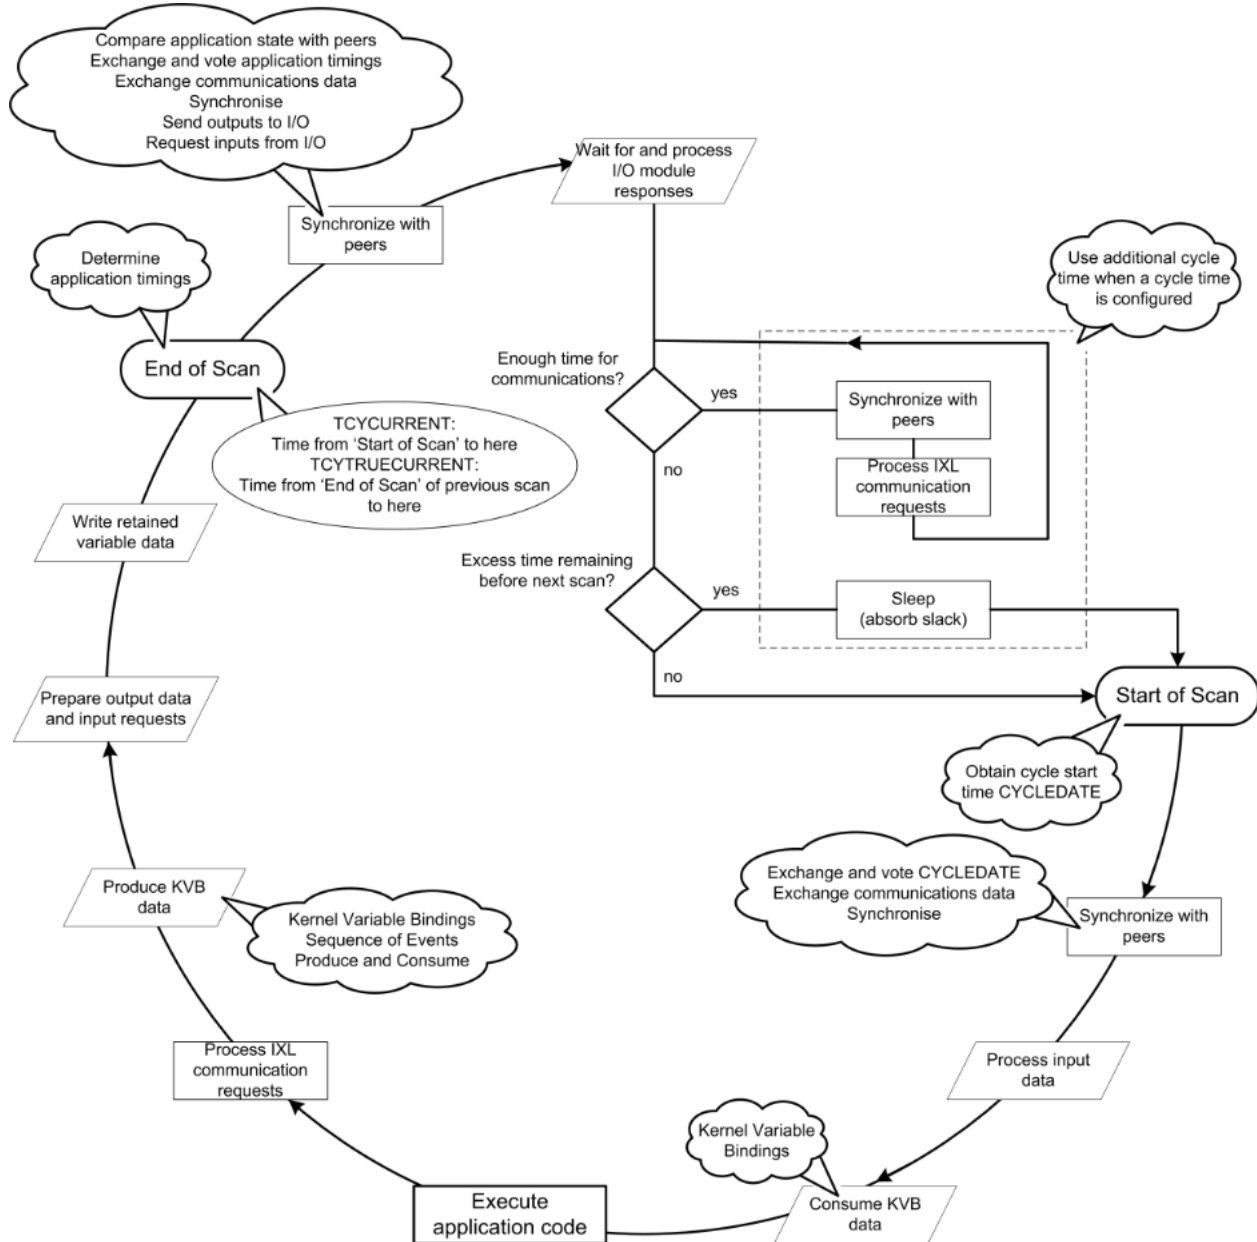 Compare application state with peers
Exchange and vote application timings
Exchange communications data
Synchronise
Send outputs to I/O
Request inputs from I/O
Wait for and process
I/O module
responses
Synchronize with
peers
Determine
application timings
Use additional cycle
time when a cycle time
is configured
End of Scan
Enough time for
communications?
yes
Synchronize with
peers
no
Process IXL
communication
requests
TCYCURRENT:
Time from ‘Start of Scan’ to here
TCYTRUECURRENT:
Time from ‘End of Scan’ of previous scan
to here
Write retained
variable data
Excess time remaining
before next scan?
yes
Sleep
(absorb slack)
no
Prepare output data
and input requests
Start of Scan
Obtain cycle start
time CYCLEDATE
Exchange and vote CYCLEDATE
Exchange communications data
Synchronise
Synchronize with
peers
Produce KVB
data
Kernel Variable Bindings
Sequence of Events
Produce and Consume
Process IXL
communication
requests
Process input
data
Kernel Variable
Bindings
Consume KVB
data
Execute
application code